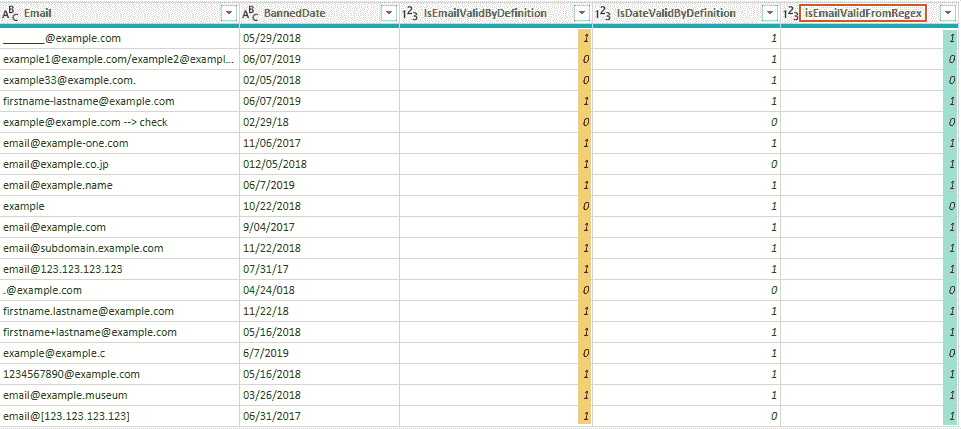 Email BannedDate IsEmailValidByDefinition IsDateValidByDefinition isEmailValidFromRegex
________@example.com 05/29/2018 1 1 1
example1@example.com/example2@exampl... 06/07/2019 0 1 0
example33@example.com. 02/05/2018 0 1 0
firstname-lastname@example.com 06/07/2019 1 1 1
example@example.com --> check 02/29/18 0 0 0
email@example-one.com 11/06/2017 1 1 1
email@example.co.jp 012/05/2018 1 0 1
email@example.name 06/7/2019 1 1 1
example 10/22/2018 0 1 0
email@example.com 9/04/2017 1 1 1
email@subdomain.example.com 11/22/2018 1 1 1
email@123.123.123.123 07/31/17 1 1 1
.@example.com 04/24/018 0 0 0
firstname.lastname@example.com 11/22/18 1 1 1
firstname+lastname@example.com 05/16/2018 1 1 1
example@example.c 6/7/2019 0 1 0
1234567890@example.com 05/16/2018 1 1 1
email@example.museum 03/26/2018 1 1 1
email@[123.123.123.123] 06/31/2017 1 0 1